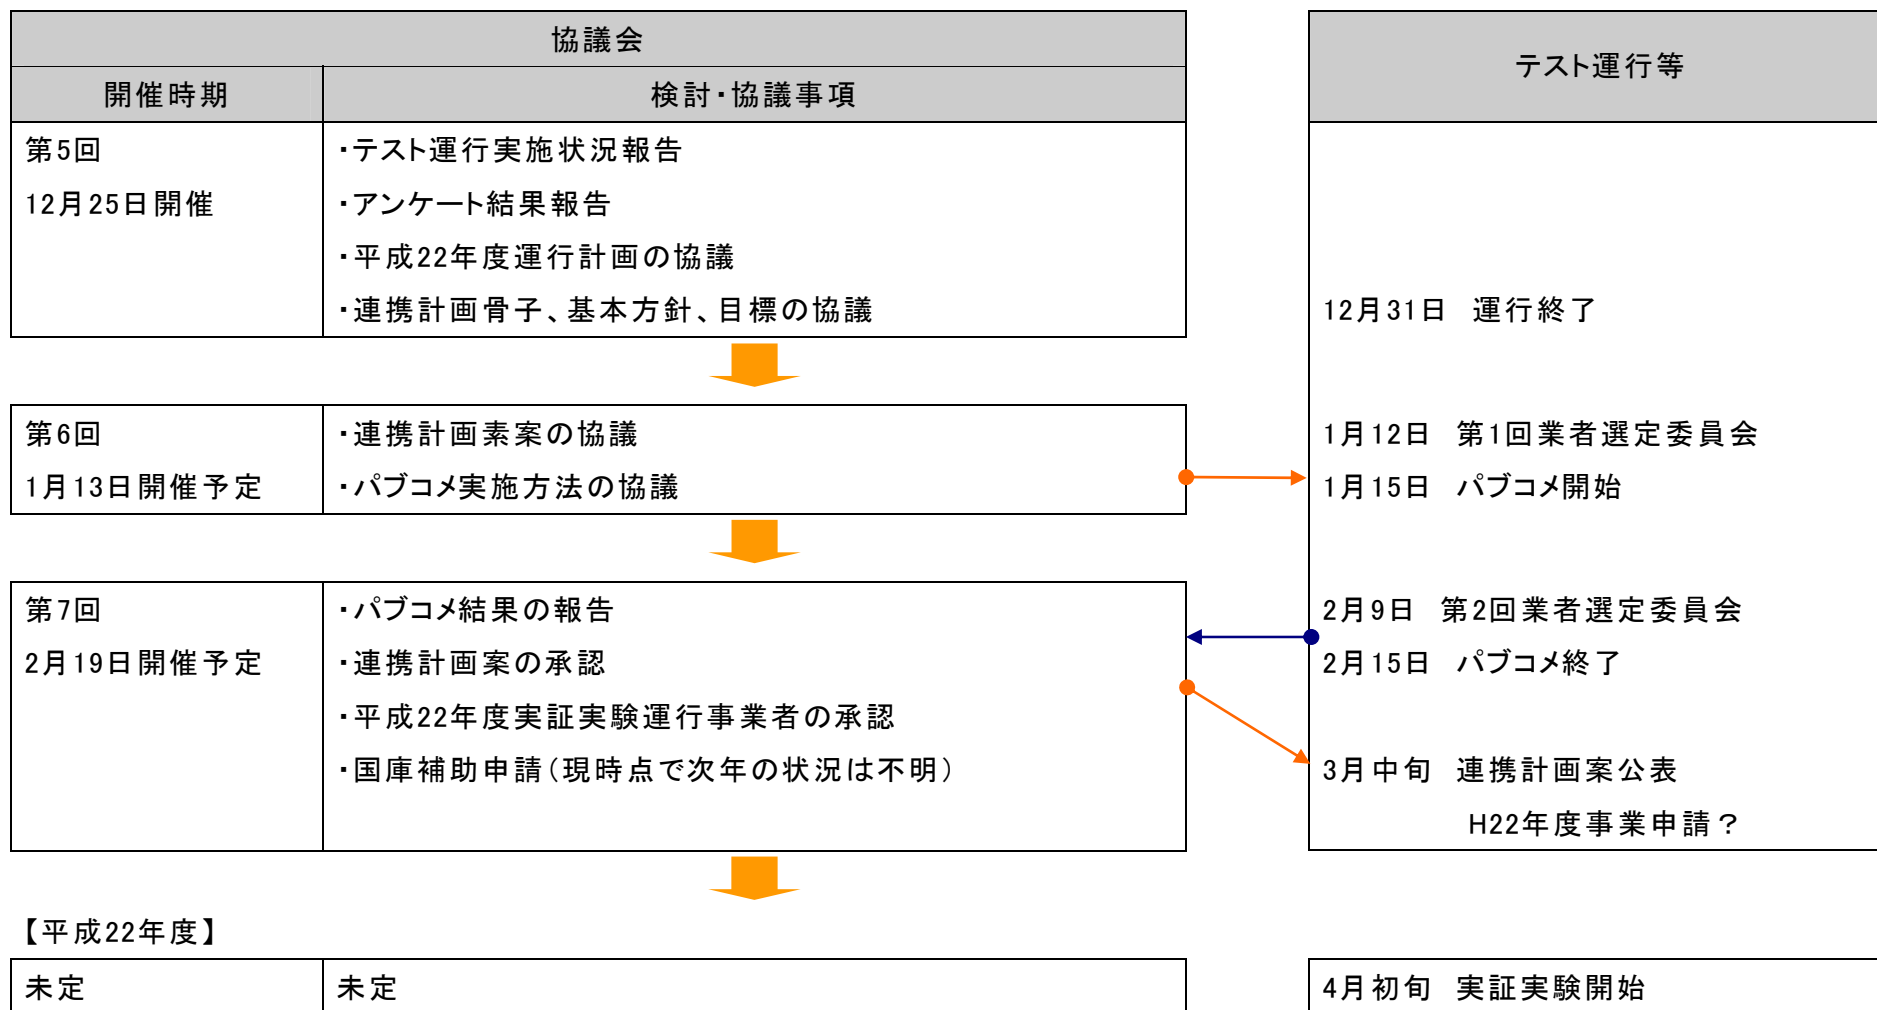 協議会
テスト運行等
開催時期
検討・協議事項
第5回
12月25日開催
・テスト運行実施状況報告
・アンケート結果報告
・平成22年度運行計画の協議
・連携計画骨子、基本方針、目標の協議
12月31日　運行終了
第6回
1月13日開催予定
・連携計画素案の協議
・パブコメ実施方法の協議
1月12日　第1回業者選定委員会
1月15日　パブコメ開始
第7回
2月19日開催予定
・パブコメ結果の報告
・連携計画案の承認
・平成22年度実証実験運行事業者の承認
・国庫補助申請（現時点で次年の状況は不明）
2月9日　第2回業者選定委員会
2月15日　パブコメ終了
3月中旬　連携計画案公表
H22年度事業申請？
【平成22年度】
未定
未定
4月初旬　実証実験開始